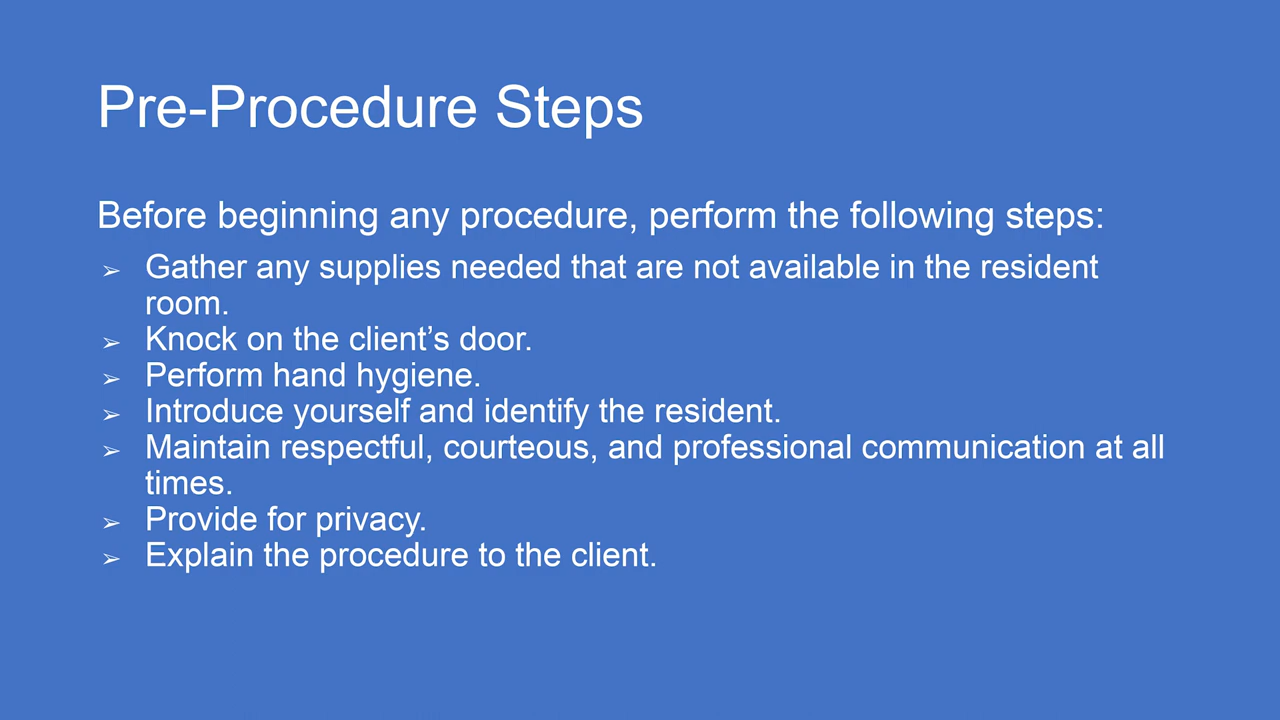 Pre-Procedure Steps
Before beginning any procedure, perform the following steps:
➢ Gather any supplies needed that are not available in the resident
room.
➢ Knock on the client’s door.
➢ Perform hand hygiene.
➢ Introduce yourself and identify the resident.
➢ Maintain respectful, courteous, and professional communication at all
times.
➢ Provide for privacy.
➢ Explain the procedure to the client.